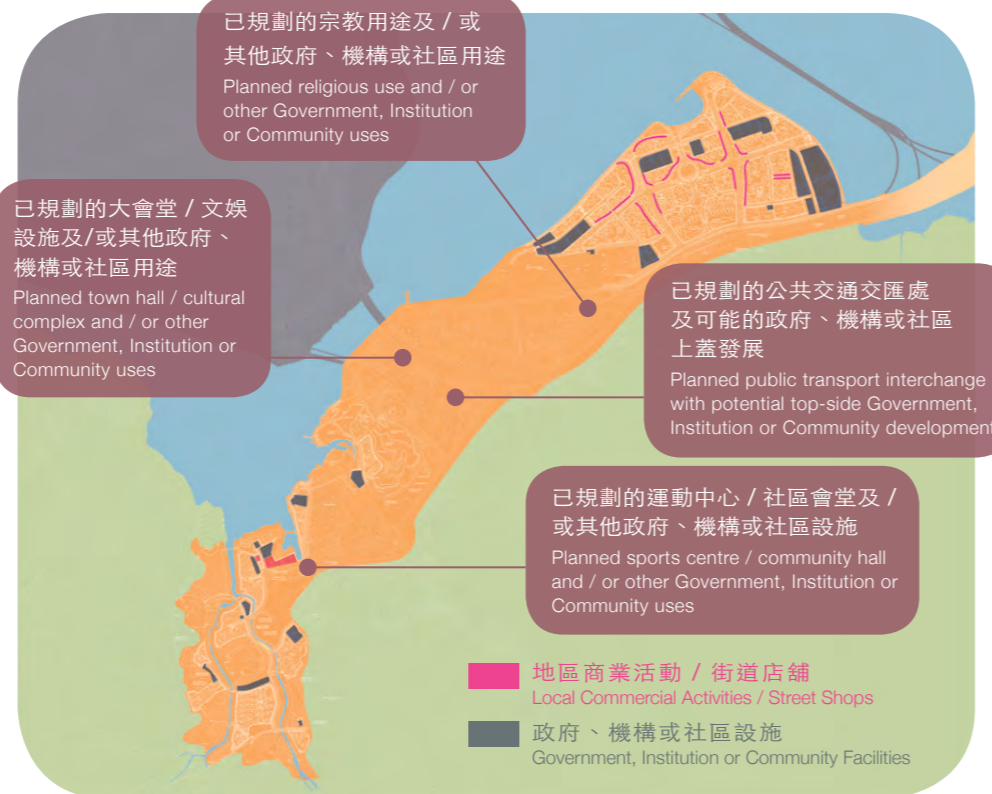 已規劃的宗教用途及 / 或
其他政府、機構或社區用途
Planned religious use and / or
other Government, Institution
or Community uses
已規劃的大會堂 / 文娛
設施及/或其他政府、
機構或社區用途
Planned town hall / cultural
complex and / or other
Government, Institution or
Community uses
已規劃的公共交通交匯處
及可能的政府、機構或社區
上蓋發展
Planned public transport interchange
with potential top-side Government,
Institution or Community development
已規劃的運動中心 / 社區會堂及 /
或其他政府、機構或社區設施
Planned sports centre / community hall
and / or other Government, Institution or
Community uses
地區商業活動 / 街道店舖
Local Commercial Activities / Street Shops
政府、機構或社區設施
Government, Institution or Community Facilities